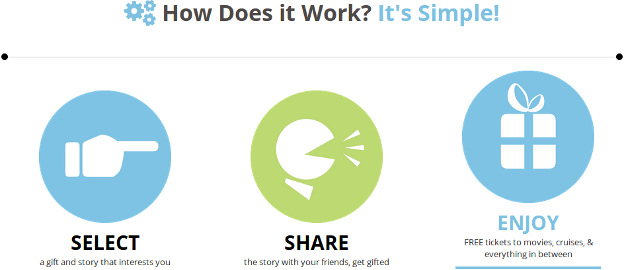 How Does it Work? It's Simple!
SELECT
a gift and story that interests you
SHARE
the story with your friends, get gifted
ENJOY
FREE tickets to movies, cruises, &
everything in between